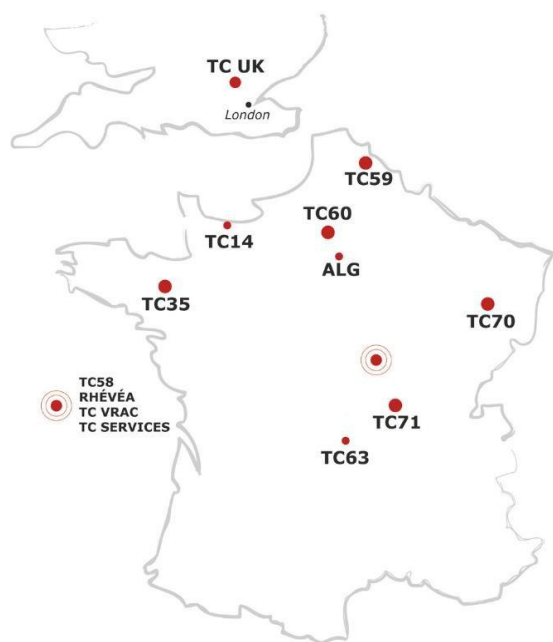 TC UK
London
TC59
TC60
TC14
ALG
TC35
TC70
TC58
RHÉVÉA
TC VRAC
TC SERVICES
TC71
TC63